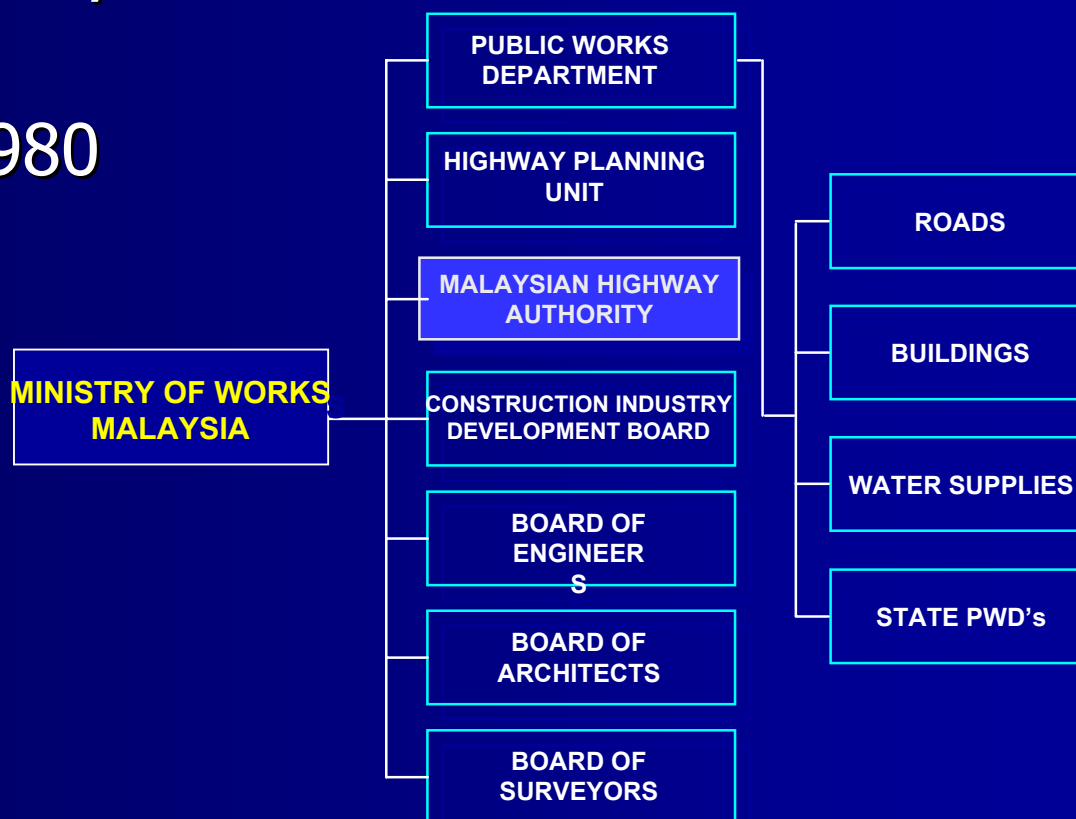 980
PUBLIC WORKS
DEPARTMENT
HIGHWAY PLANNING
UNIT
MALAYSIAN HIGHWAY
AUTHORITY
MINISTRY OF WORKS
MALAYSIA
CONSTRUCTION INDUSTRY
DEVELOPMENT BOARD
BOARD OF
ENGINEER
S
BOARD OF
ARCHITECTS
BOARD OF
SURVEYORS
ROADS
BUILDINGS
WATER SUPPLIES
STATE PWD's